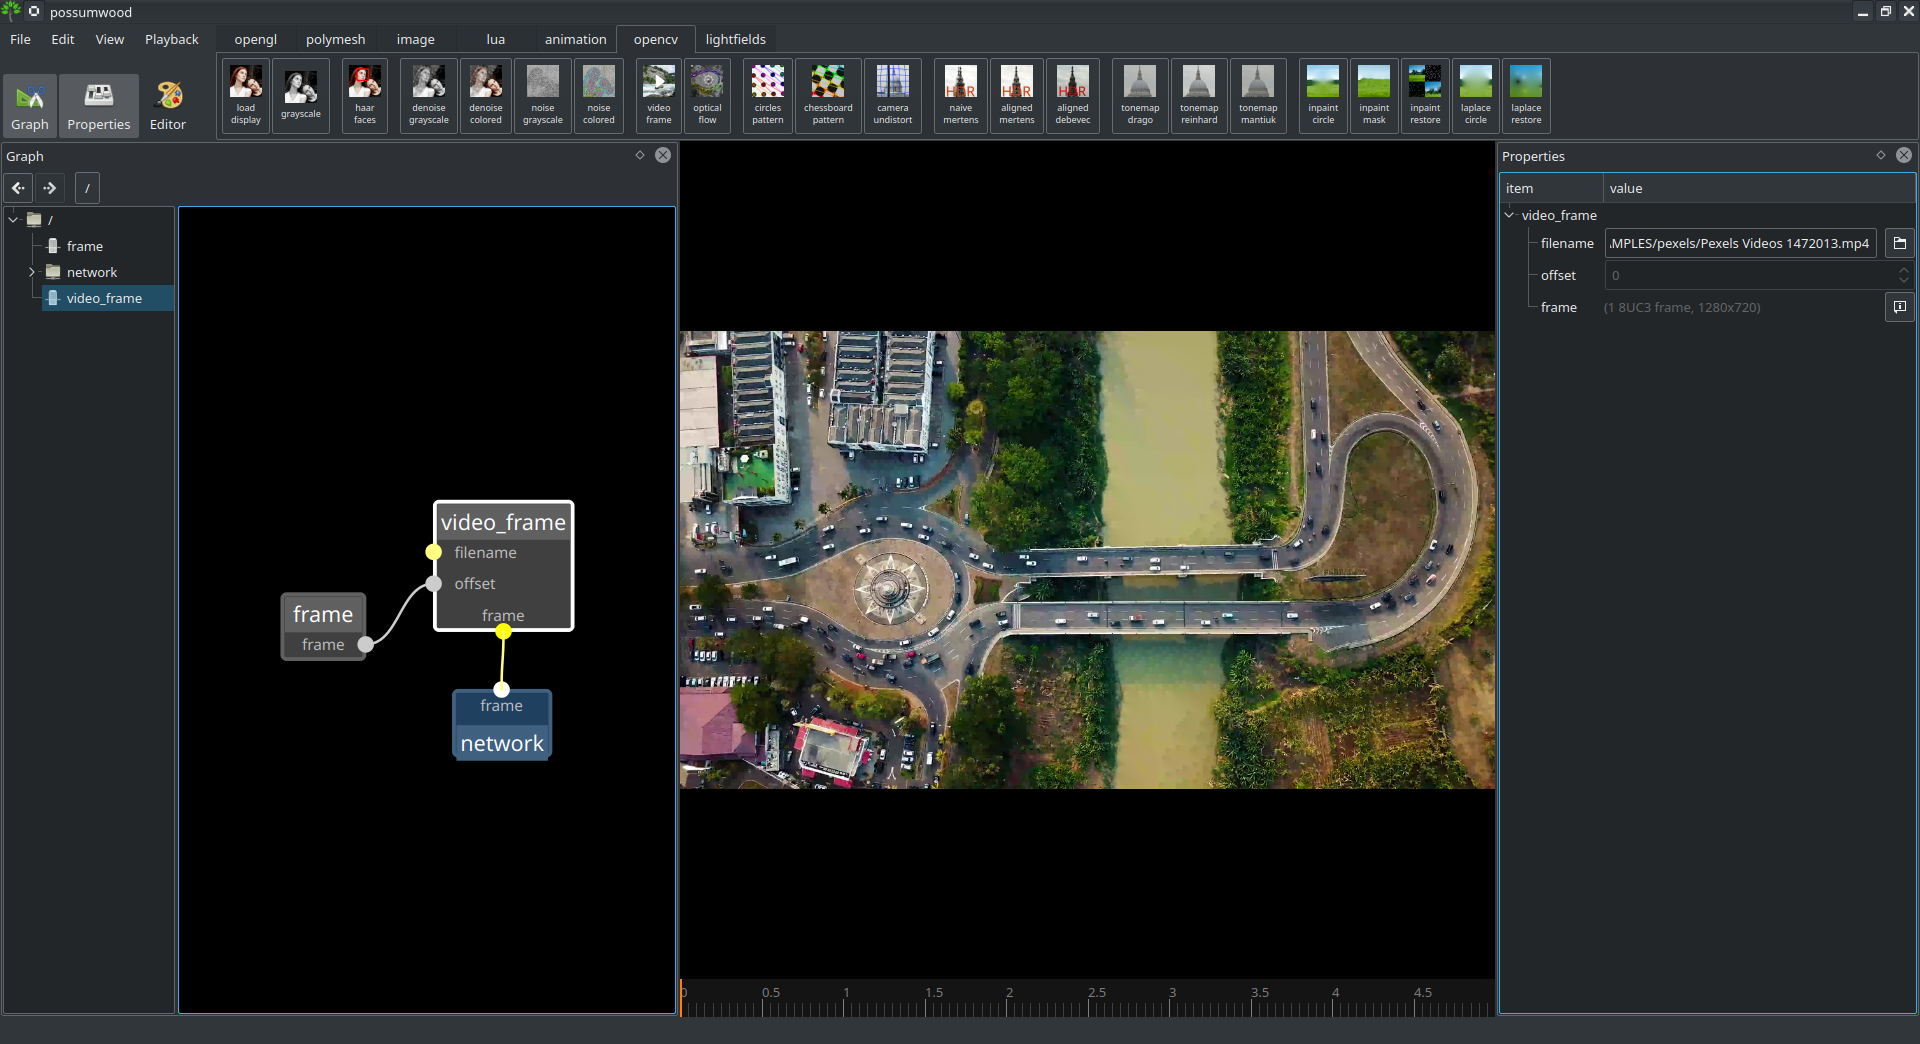 possumwood
File Edit View Playback
opengl polymesh image lua animation opencv lightfields
Graph Properties Editor
load display
grayscale
haar faces
denoise grayscale
denoise colored
noise grayscale
noise colored
video frame
optical flow
circles pattern
chessboard pattern
camera undistort
naive mertens
aligned mertens
aligned debevec
tonemap drago
tonemap reinhard
tonemap mantiuk
inpaint circle
inpaint mask
inpaint restore
laplace circle
laplace restore
Graph
/
/
frame
network
video_frame
video_frame
filename
offset
frame
frame
frame
frame
network
0 0.5 1 1.5 2 2.5 3 3.5 4 4.5
Properties
item value
video_frame
filename .MPLES/pexels/Pexels Videos 1472013.mp4
offset 0
frame (1 8UC3 frame, 1280x720)